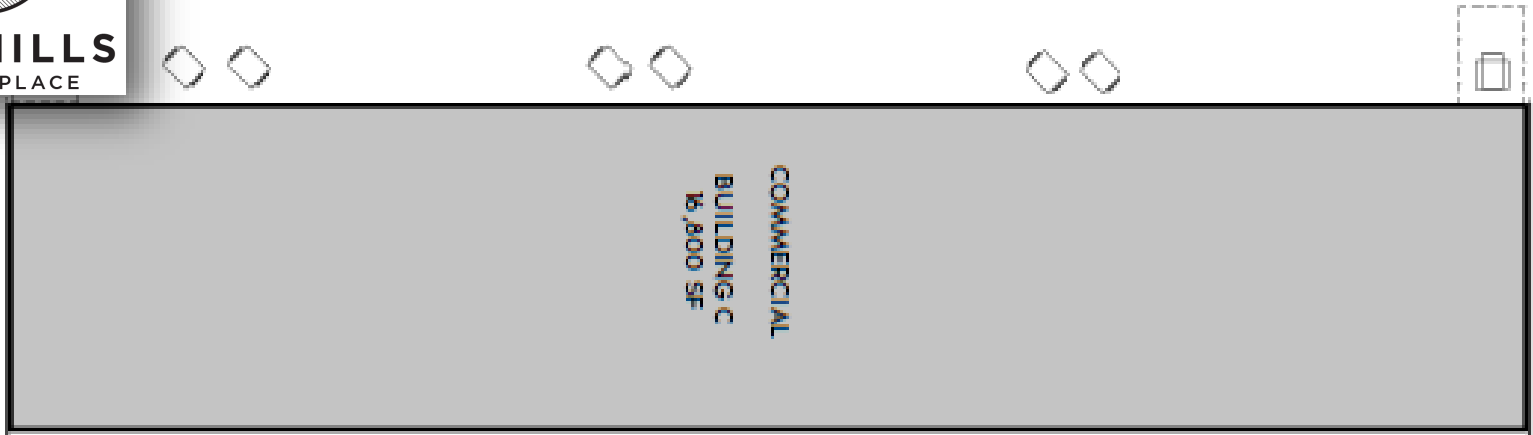 HILLS
PLACE
COMMERCIAL
BUILDING C
16,800 SF